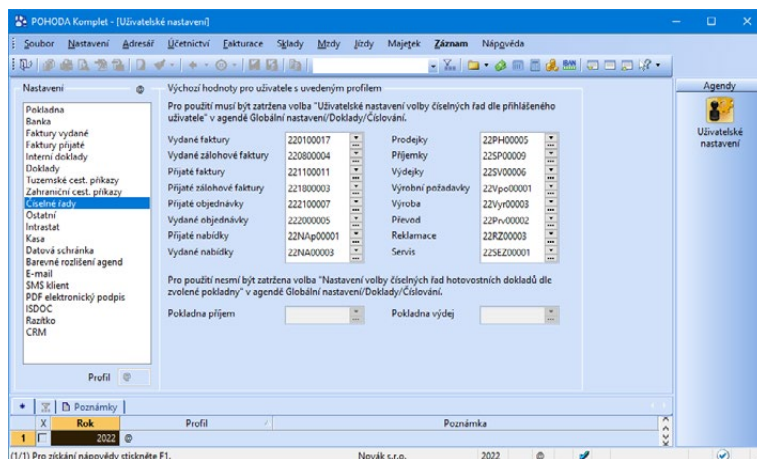 POHODA Komplet - [Uživatelské nastavení]
Soubor Nastavení Adresář Účetnictví Fakturace Sklady Mzdy Jízdy Majetek Záznam Nápověda
Nastavení @
Výchozí hodnoty pro uživatele s uvedeným profilem
Agendy
Pokladna
Banka
Faktury vydané
Faktury přijaté
Interní doklady
Doklady
Tuzemské cest. příkazy
Zahraniční cest. příkazy
Číselné řady
Ostatní
Intrastat
Kasa
Datová schránka
Barevné rozlišení agend
E-mail
SMS klient
PDF elektronický podpis
ISDOC
Razítko
CRM
Profil @
Pro použití musí být zatržena volba "Uživatelské nastavení volby číselných řad dle přihlášeného
uživatele" v agendě Globální nastavení/Doklady/Číslování.
Vydané faktury 220100017 Prodejky 22PH00005
Vydané zálohové faktury 220800004 Příjemky 22SP00009
Přijaté faktury 221100011 Výdejky 22SV00006
Přijaté zálohové faktury 221800003 Výrobní požadavky 22Vpo00001
Přijaté objednávky 222100007 Výroba 22Vyr00003
Vydané objednávky 222000005 Převod 22Prv00002
Přijaté nabídky 22NAp00001 Reklamace 22RZ00003
Vydané nabídky 22NA00003 Servis 22SEZ00001
Pro použití nesmí být zatržena volba "Nastavení volby číselných řad hotovostních dokladů dle
zvolené pokladny" v agendě Globální nastavení/Doklady/Číslování.
Pokladna příjem Pokladna výdej
Uživatelské
nastavení
* Poznámky
X Rok Profil Poznámka
1 2022 @
(1/1) Pro získání nápovědy stiskněte F1. Novák s.r.o. 2022 @